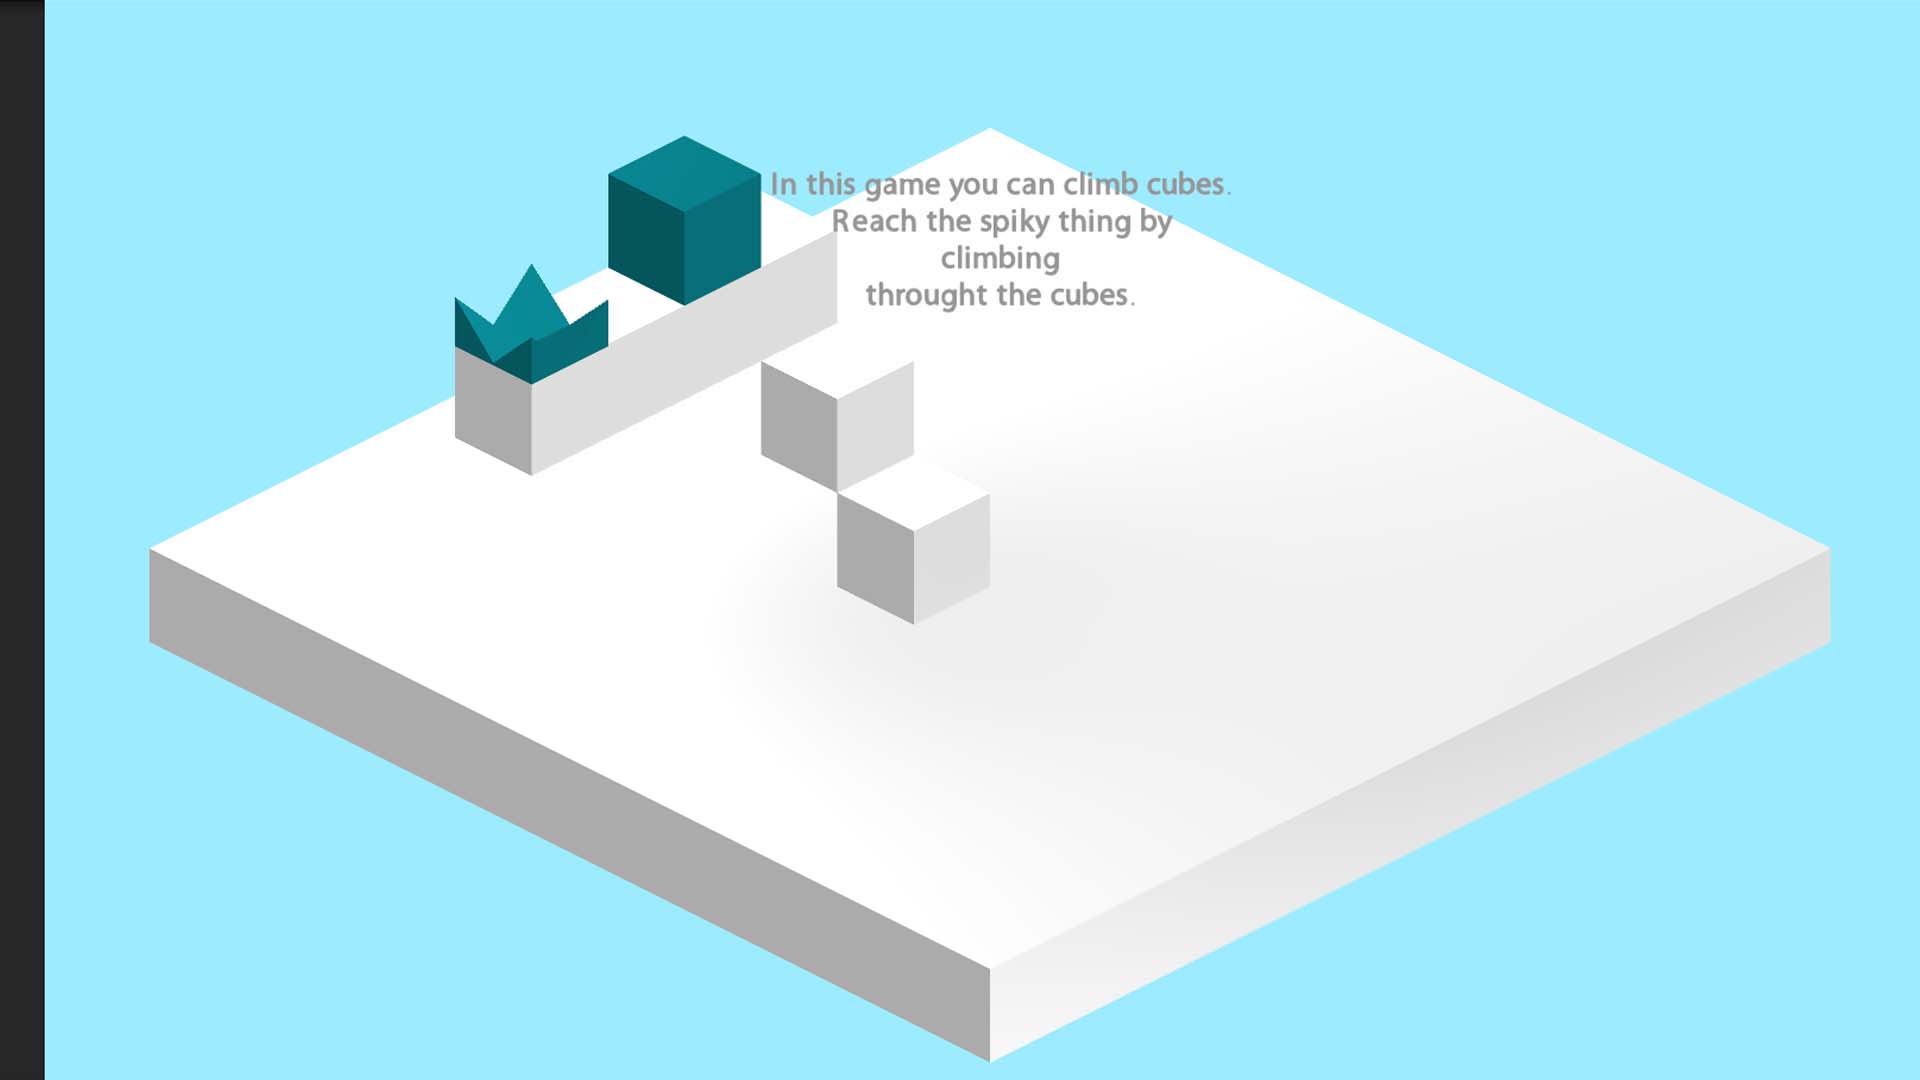 In this game you can climb cubes.
Reach the spiky thing by
climbing
throught the cubes.